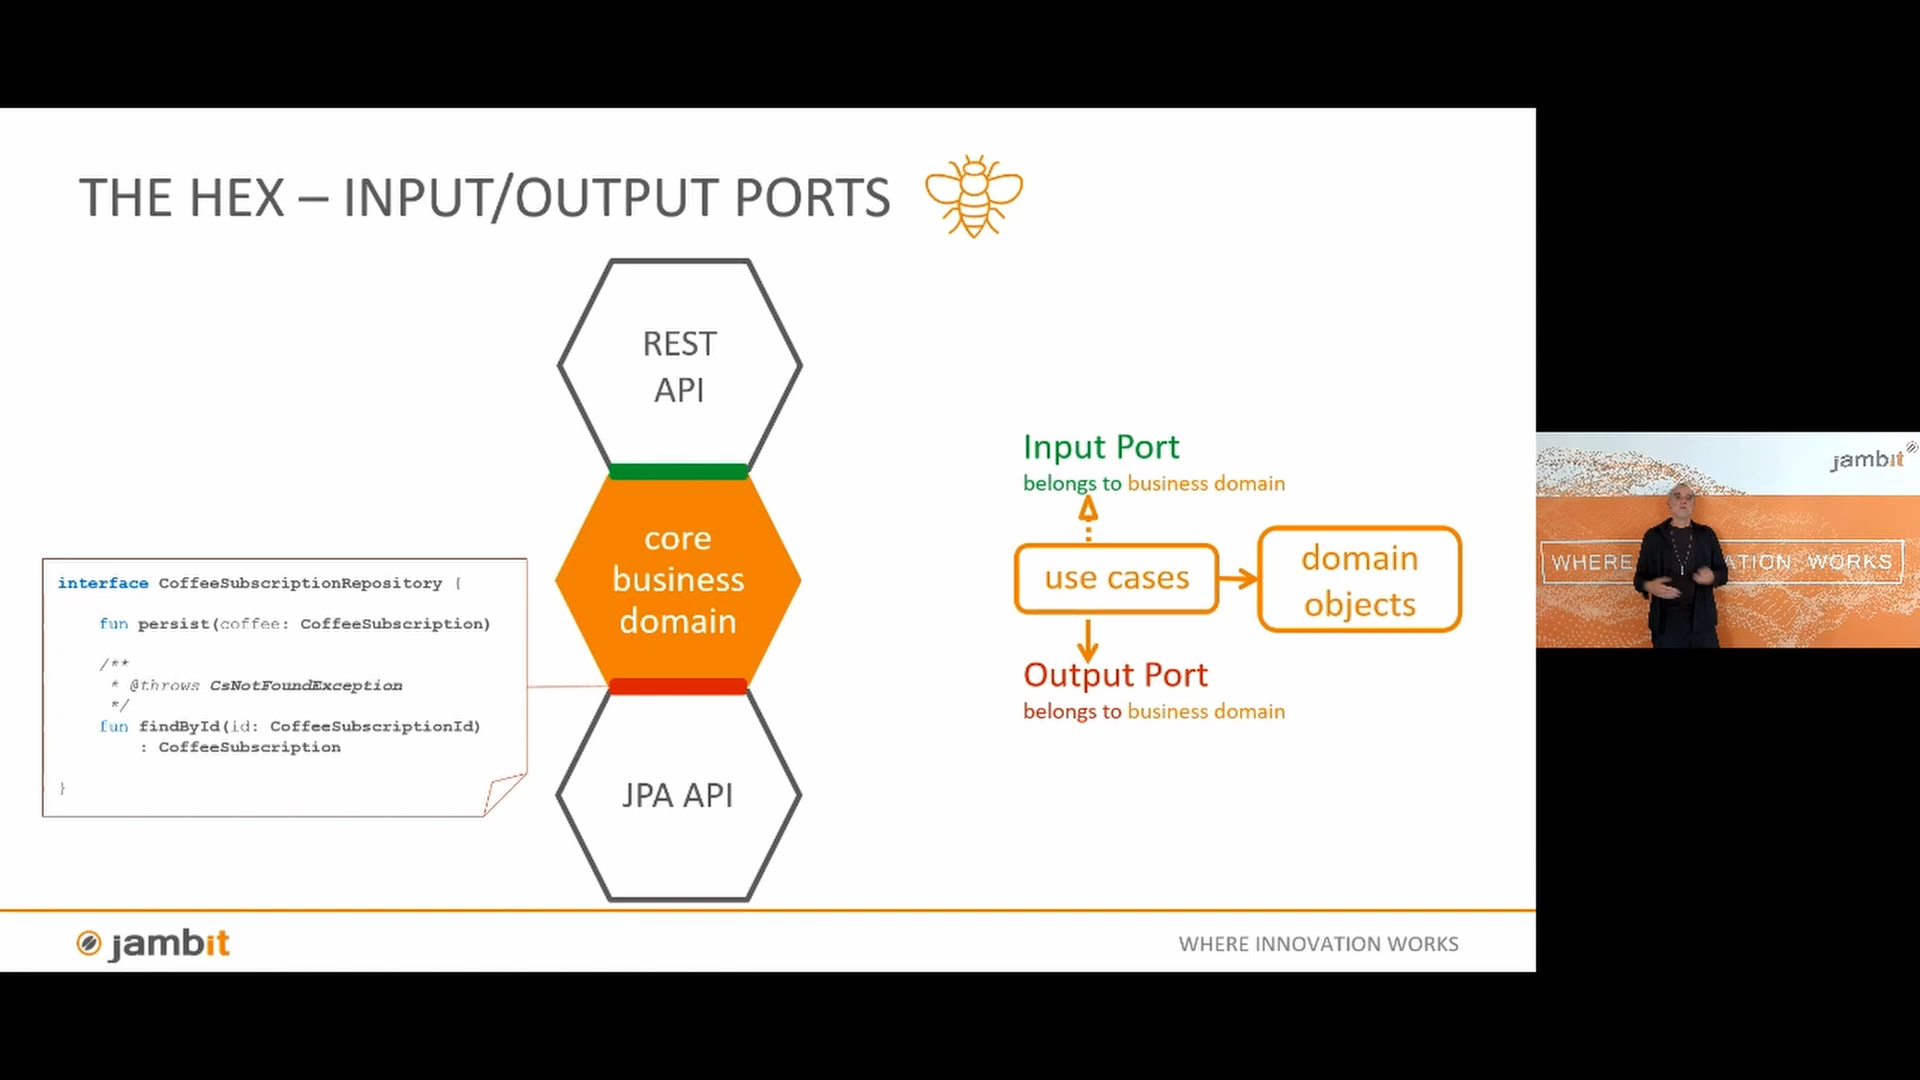 THE HEX – INPUT/OUTPUT PORTS
REST
API
core
business
domain
JPA API
interface CoffeeSubscriptionRepository {
fun persist(coffee: CoffeeSubscription)
/**
* @throws CsNotFoundException
*/
fun findById(id: CoffeeSubscriptionId)
: CoffeeSubscription
}
Input Port
belongs to business domain
use cases
domain
objects
Output Port
belongs to business domain
jambit
WHERE INNOVATION WORKS
jambit
WHERE
ATION WORKS